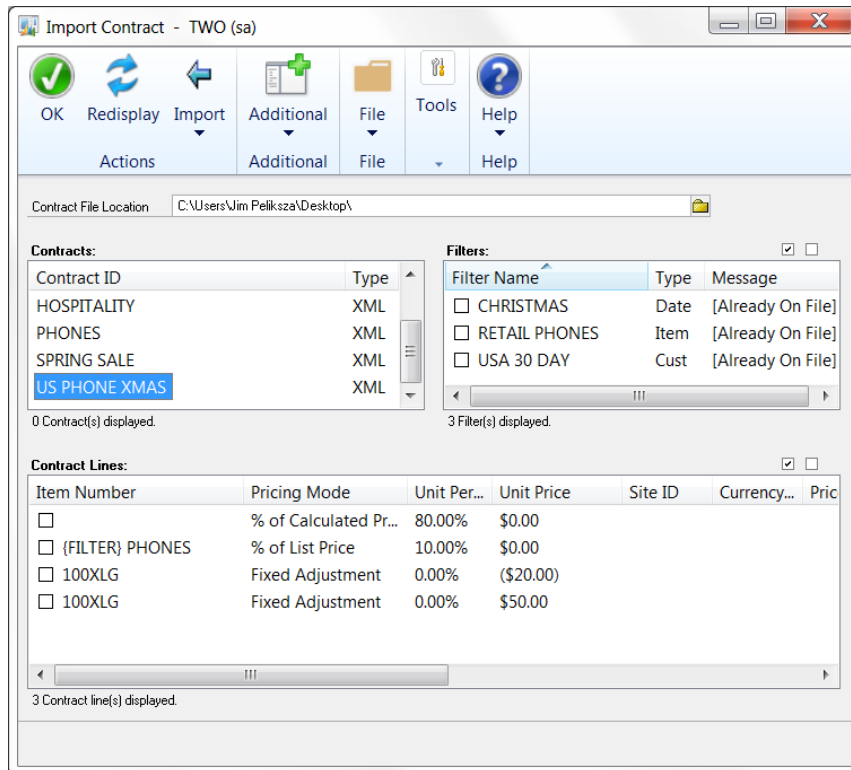 Import Contract - TWO (sa)
OK Redisplay Import Additional File Tools Help
Actions Additional File Help
Contract File Location C:\Users\Jim Peliksza\Desktop\
Contracts: Filters:
Contract ID Type Filter Name Type Message
HOSPITALITY XML CHRISTMAS Date [Already On File]
PHONES XML RETAIL PHONES Item [Already On File]
SPRING SALE XML USA 30 DAY Cust [Already On File]
US PHONE XMAS XML
0 Contract(s) displayed. 3 Filter(s) displayed.
Contract Lines:
Item Number Pricing Mode Unit Per... Unit Price Site ID Currency... Pric
% of Calculated Pr... 80.00% $0.00
{FILTER} PHONES % of List Price 10.00% $0.00
100XLG Fixed Adjustment 0.00% ($20.00)
100XLG Fixed Adjustment 0.00% $50.00
3 Contract line(s) displayed.